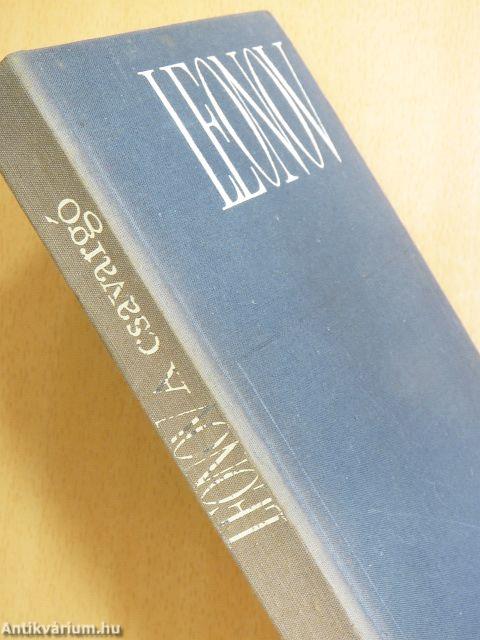 LEONOV
LEONOV / A csavargó
Antikvárium.hu